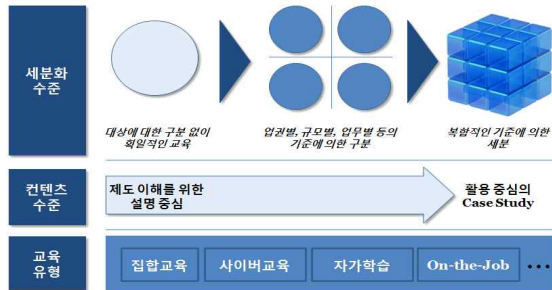 세분화
수준
대상에 대한 구분 없이
획일적인 교육
업권별, 규모별, 업무별 등의
기준에 의한 구분
복합적인 기준에 의한
세분
컨텐츠
수준
제도 이해를 위한
설명 중심
활용 중심의
Case Study
교육
유형
집합교육
사이버교육
자가학습
On-the-Job
...